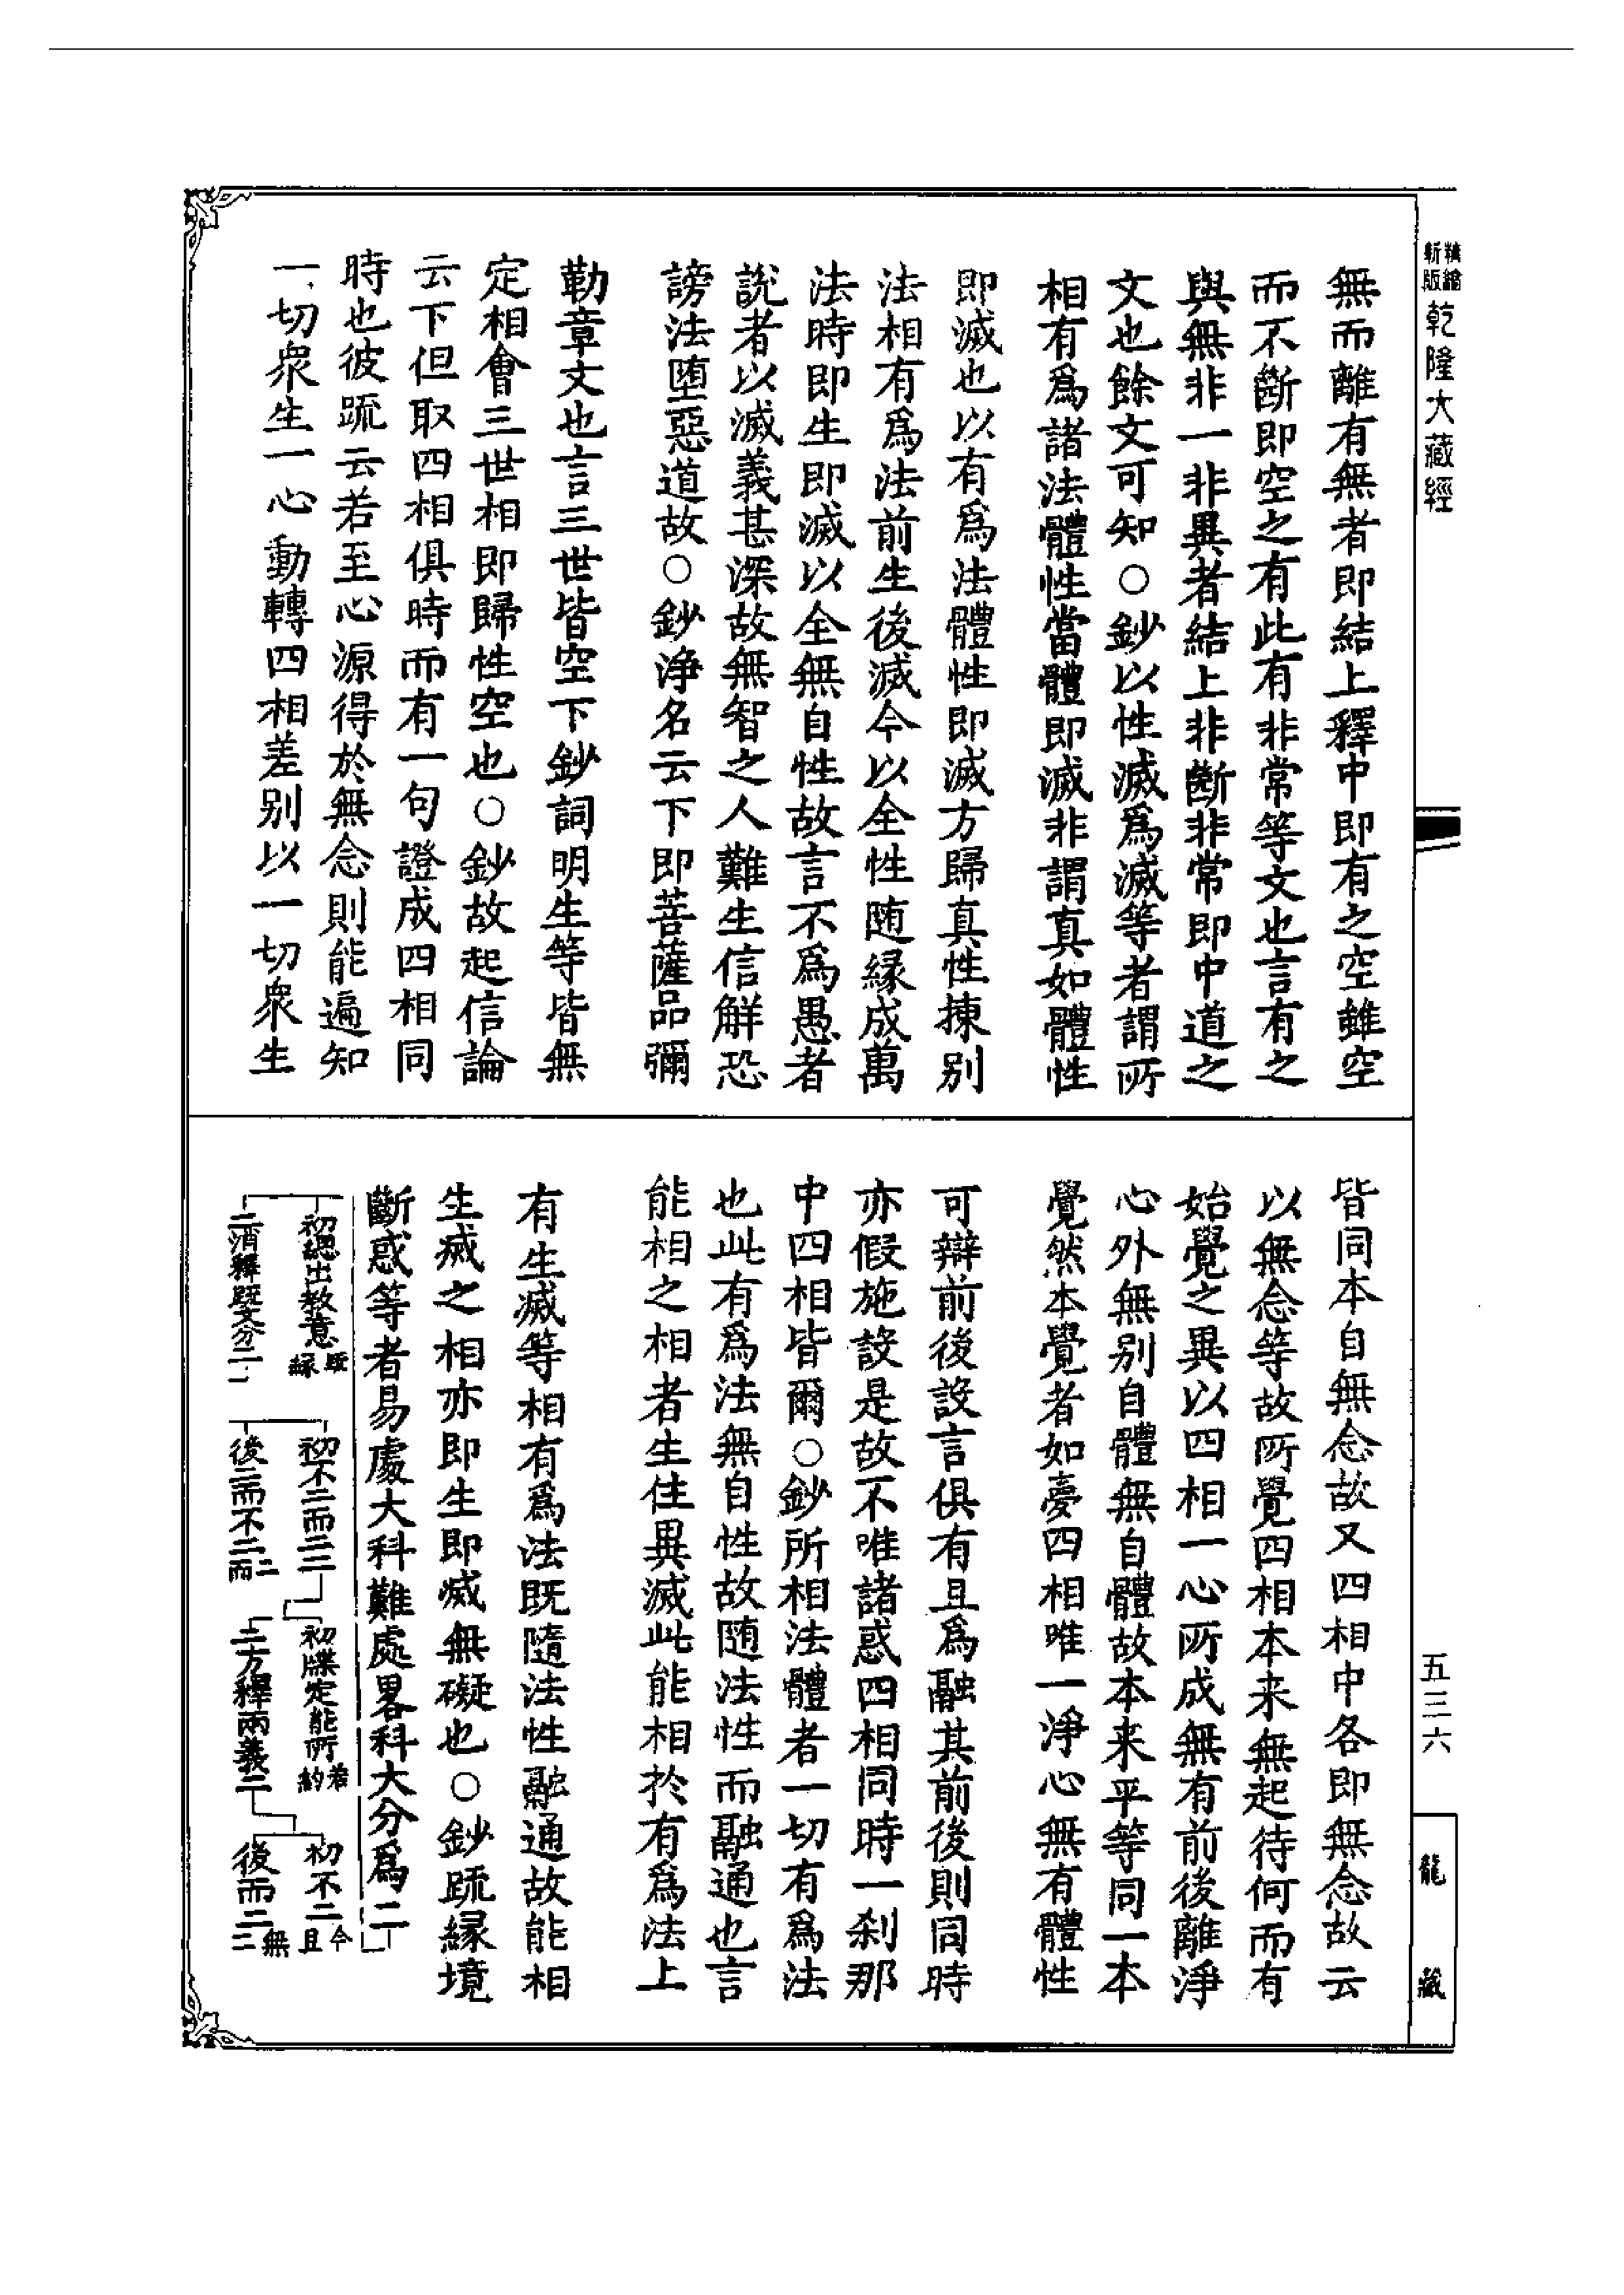 精繪
新版
乾隆大藏經
無而離有無者即結上釋中即有之空雖空
而不斷即空之有此有非常等文也言有之
與無非一非異者結上非斷非常即中道之
文也餘文可知○鈔以性滅爲滅等者謂所
相有爲諸法體性當體即滅非謂真如體性
即滅也以有爲法體性即滅方歸真性揀别
法相有爲法前生後滅今以全性随縁成萬
法時即生即滅以全無自性故言不爲愚者
說者以滅義甚深故無智之人難生信解恐
謗法堕惡道故○鈔淨名云下即菩薩品彌
勒章文也言三世皆空下鈔詞明生等皆無
定相會三世相即歸性空也○鈔故起信論
云下但取四相俱時而有一句證成四相同
時也彼䟽云若至心源得於無念則能遍知
一切衆生一心動轉四相差别以一切衆生
皆同本自無念故又四相中各即無念故云
以無念等故所覺四相本来無起待何而有
始覺之異以四相一心所成無有前後離淨
心外無别自體無自體故本来平等同一本
覺然本覺者如夢四相唯一淨心無有體性
可辯前後設言俱有且爲融其前後則同時
亦假施設是故不唯諸惑四相同時一刹那
中四相皆爾○鈔所相法體者一切有爲法
也此有爲法無自性故随法性而融通也言
能相之相者生住異滅此能相於有爲法上
有生滅等相有爲法既隨法性融通故能相
生滅之相亦即生即滅無礙也○鈔䟽縁境
斷惑等者易處大科難處畧科大分爲二
初總出教意䟽縁
二消釋䟽文分二
初不二而二二
後二而不二二而
初牒定能所若約
二方釋兩義二
初不二今且
後而二無二
五三六
龍藏